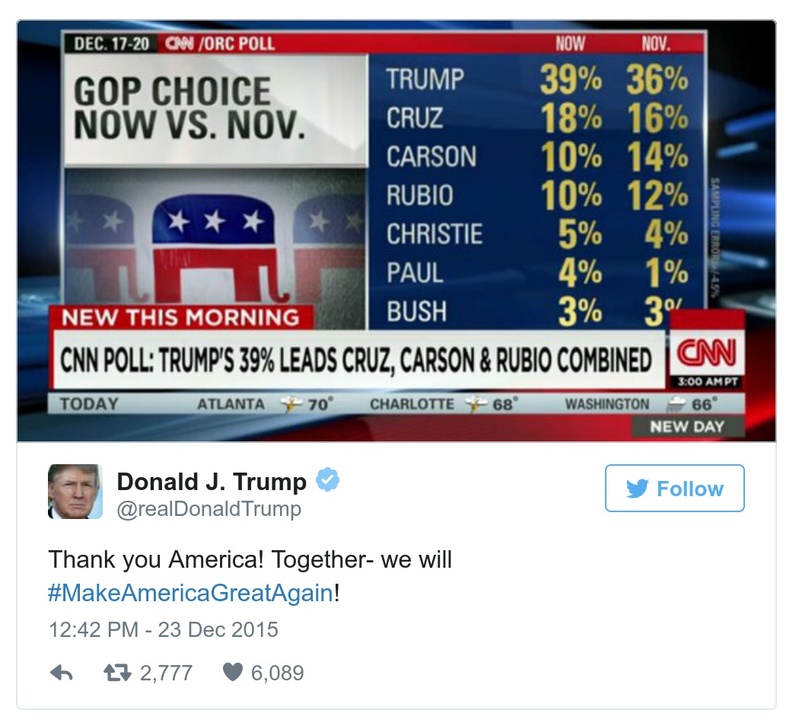 DEC. 17-20 CNN /ORC POLL NOW NOV.
GOP CHOICE
NOW VS. NOV.
TRUMP 39% 36%
CRUZ 18% 16%
CARSON 10% 14%
RUBIO 10% 12%
CHRISTIE 5% 4%
PAUL 4% 1%
BUSH 3% 3%
SAMPLING ERROR +/-4.5%
NEW THIS MORNING
CNN POLL: TRUMP'S 39% LEADS CRUZ, CARSON & RUBIO COMBINED
CNN
3:00 AM PT
TODAY ATLANTA 70° CHARLOTTE 68° WASHINGTON 66°
NEW DAY
Donald J. Trump
@realDonaldTrump
Follow
Thank you America! Together- we will
#MakeAmericaGreatAgain!
12:42 PM - 23 Dec 2015
2,777 6,089